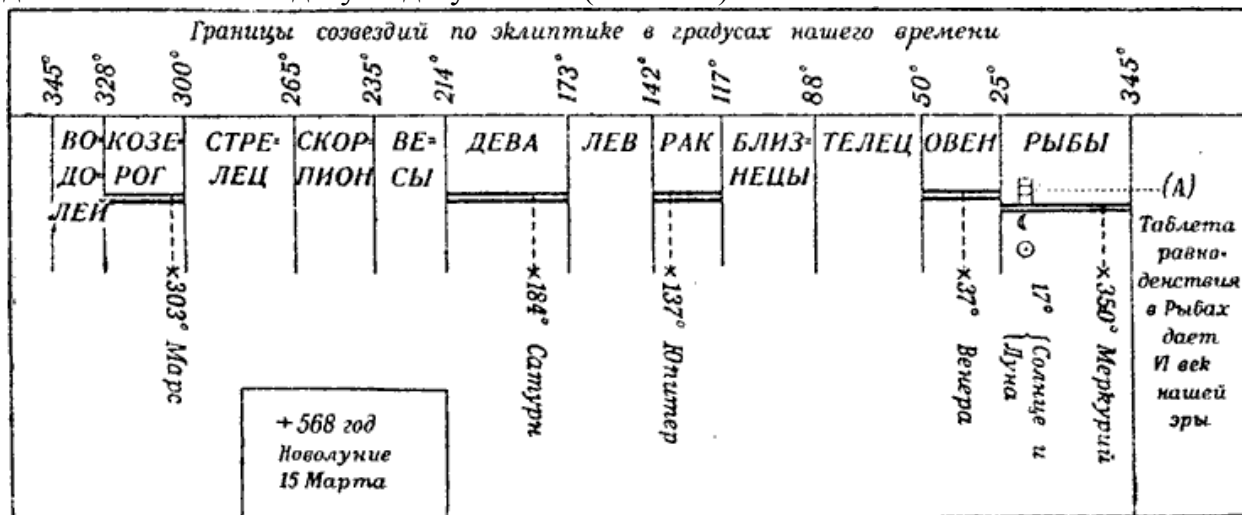 Границы созвездий по эклиптике в градусах нашего времени
345° 328° 300° 265° 235° 214° 173° 142° 117° 88° 50° 25° 345°
ВО-
ДО-
ЛЕЙ
КОЗЕ-
РОГ
СТРЕ-
ЛЕЦ
СКОР-
ПИОН
ВЕ-
СЫ
ДЕВА
ЛЕВ
РАК
БЛИЗ-
НЕЦЫ
ТЕЛЕЦ
ОВЕН
РЫБЫ
303° Марс
184° Сатурн
137° Юпитер
37° Венера
17° {Солнце и
Луна
350° Меркурий
(А)
Таблета
равно-
денствия
в Рыбах
дает
VI век
нашей
эры
+568 год
Новолуние
15 Марта